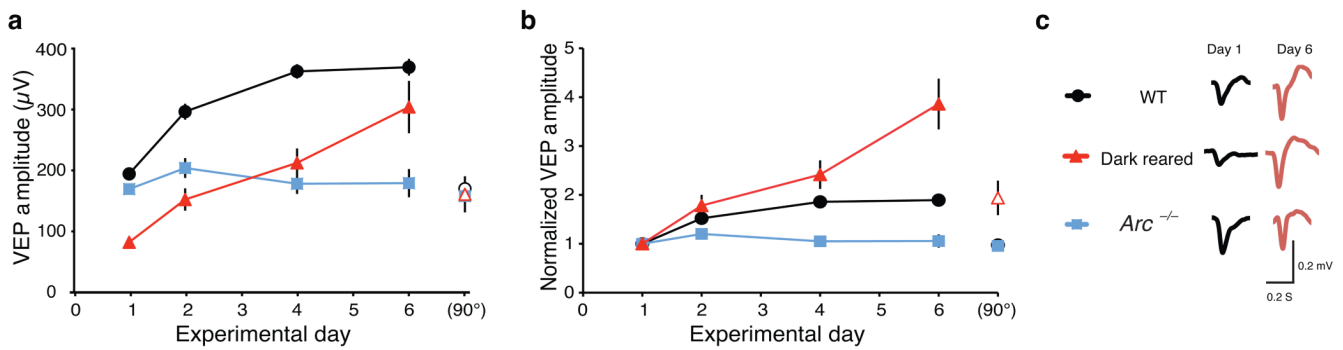 a
VEP amplitude (µV)
400
300
200
100
0
0 1 2 3 4 5 6 (90°)
Experimental day
b
Normalized VEP amplitude
5
4
3
2
1
0
0 1 2 3 4 5 6 (90°)
Experimental day
c
Day 1 Day 6
WT
Dark reared
Arc –/–
0.2 mV
0.2 S